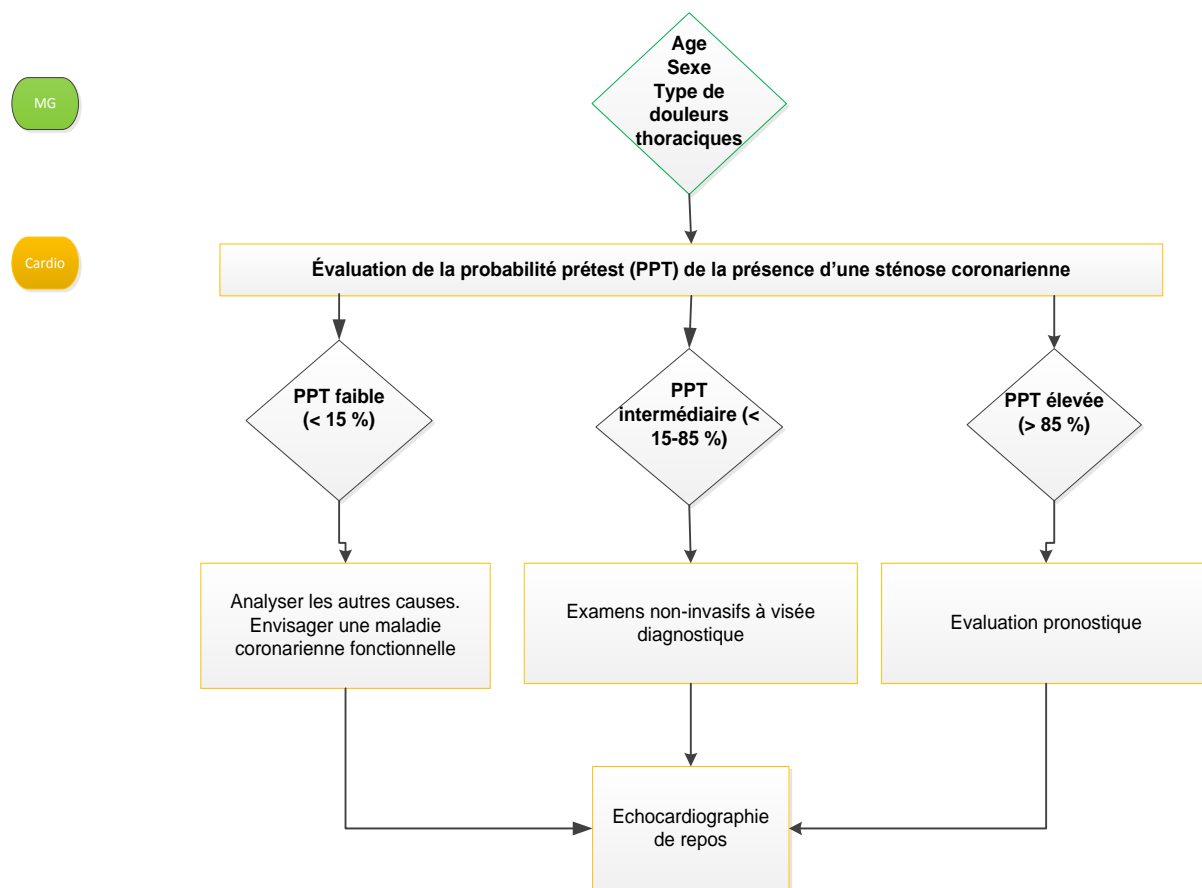 Age
Sexe
Type de
douleurs
thoraciques
MG
Cardio
Évaluation de la probabilité prétest (PPT) de la présence d'une sténose coronarienne
PPT faible
(< 15 %)
PPT
intermédiaire (<
15-85 %)
PPT élevée
(> 85 %)
Analyser les autres causes.
Envisager une maladie
coronarienne fonctionnelle
Examens non-invasifs à visée
diagnostique
Evaluation pronostique
Echocardiographie
de repos